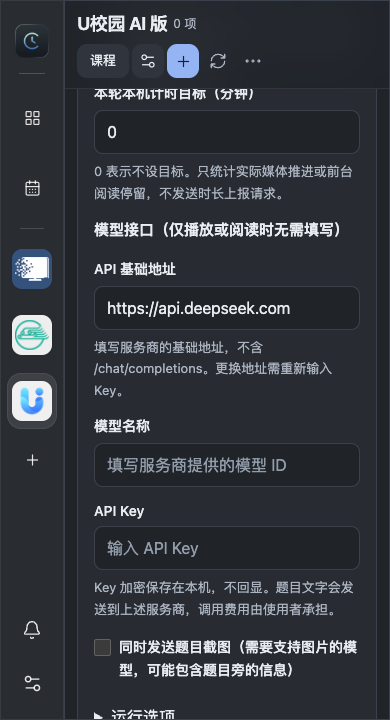 U校园 AI 版 0 项
课程
本轮本机计时目标（分钟）
0
0 表示不设目标。只统计实际媒体推进或前台
阅读停留，不发送时长上报请求。
模型接口（仅播放或阅读时无需填写）
API 基础地址
https://api.deepseek.com
填写服务商的基础地址，不含
/chat/completions。更换地址需重新输入
Key。
模型名称
填写服务商提供的模型 ID
API Key
输入 API Key
Key 加密保存在本机，不回显。题目文字会发
送到上述服务商，调用费用由使用者承担。
同时发送题目截图（需要支持图片的模
型，可能包含题目旁的信息）
运行选项